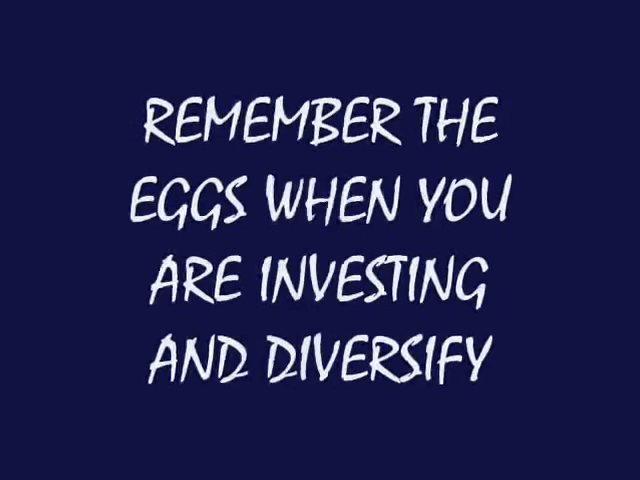 REMEMBER THE
EGGS WHEN YOU
ARE INVESTING
AND DIVERSIFY